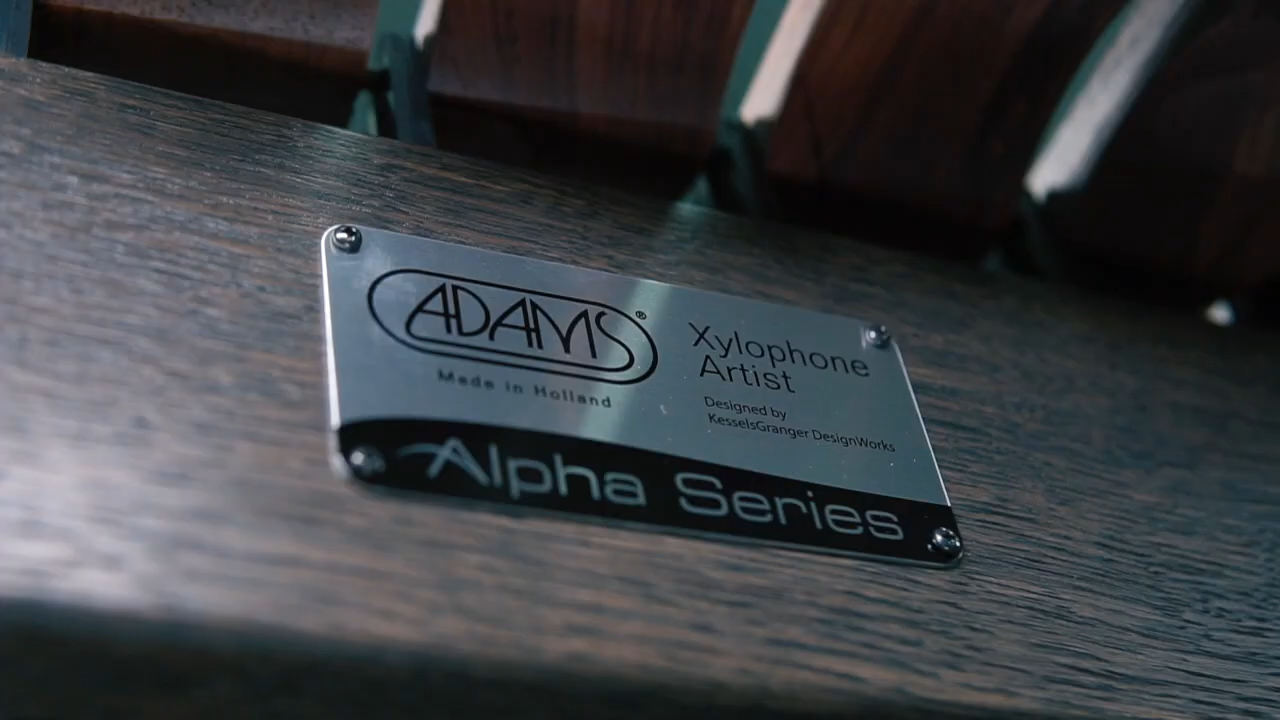 ADAMS®
Made in Holland
Xylophone
Artist
Designed by
KesselsGranger DesignWorks
Alpha Series